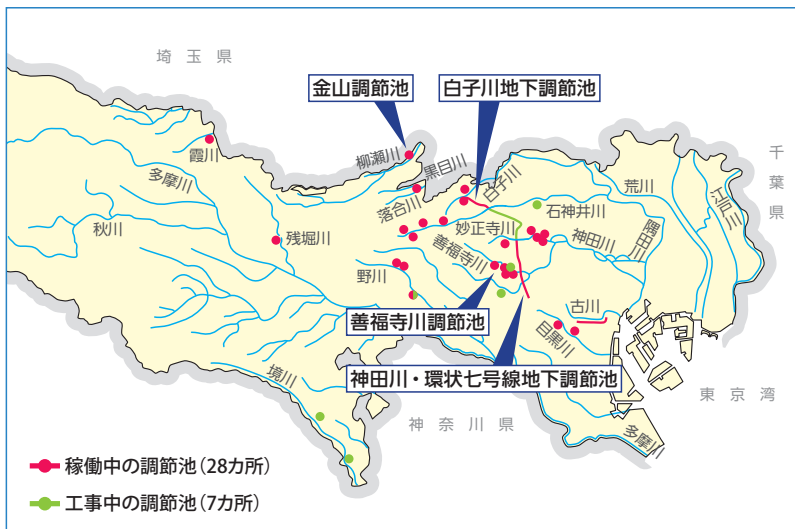 埼玉県
金山調節池
白子川地下調節池
千葉県
霞川
柳瀬川
黒目川
白子川
荒川
江戸川
多摩川
落合川
石神井川
秋川
残堀川
妙正寺川
隅田川
神田川
善福寺川
野川
古川
善福寺川調節池
目黒川
神田川・環状七号線地下調節池
境川
東京湾
神奈川県
多摩川
稼働中の調節池(28カ所)
工事中の調節池(7カ所)